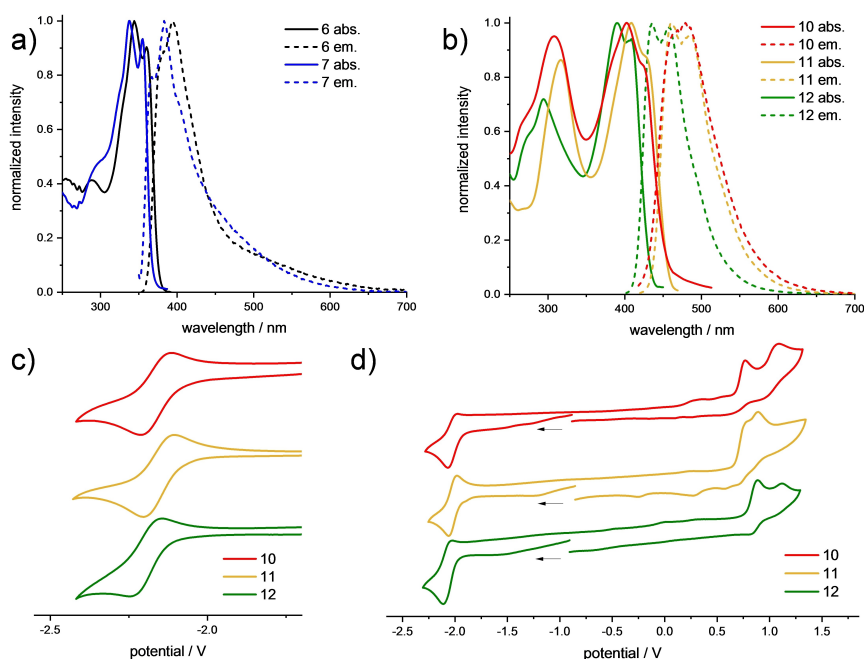 a)
normalized intensity
1.0
0.8
0.6
0.4
0.2
0.0
300
400
500
600
700
wavelength / nm
6 abs.
6 em.
7 abs.
7 em.
b)
normalized intensity
1.0
0.8
0.6
0.4
0.2
0.0
300
400
500
600
700
wavelength / nm
10 abs.
10 em.
11 abs.
11 em.
12 abs.
12 em.
c)
10
11
12
-2.5
-2.0
potential / V
d)
10
11
12
-2.5
-2.0
-1.5
-1.0
-0.5
0.0
0.5
1.0
1.5
potential / V